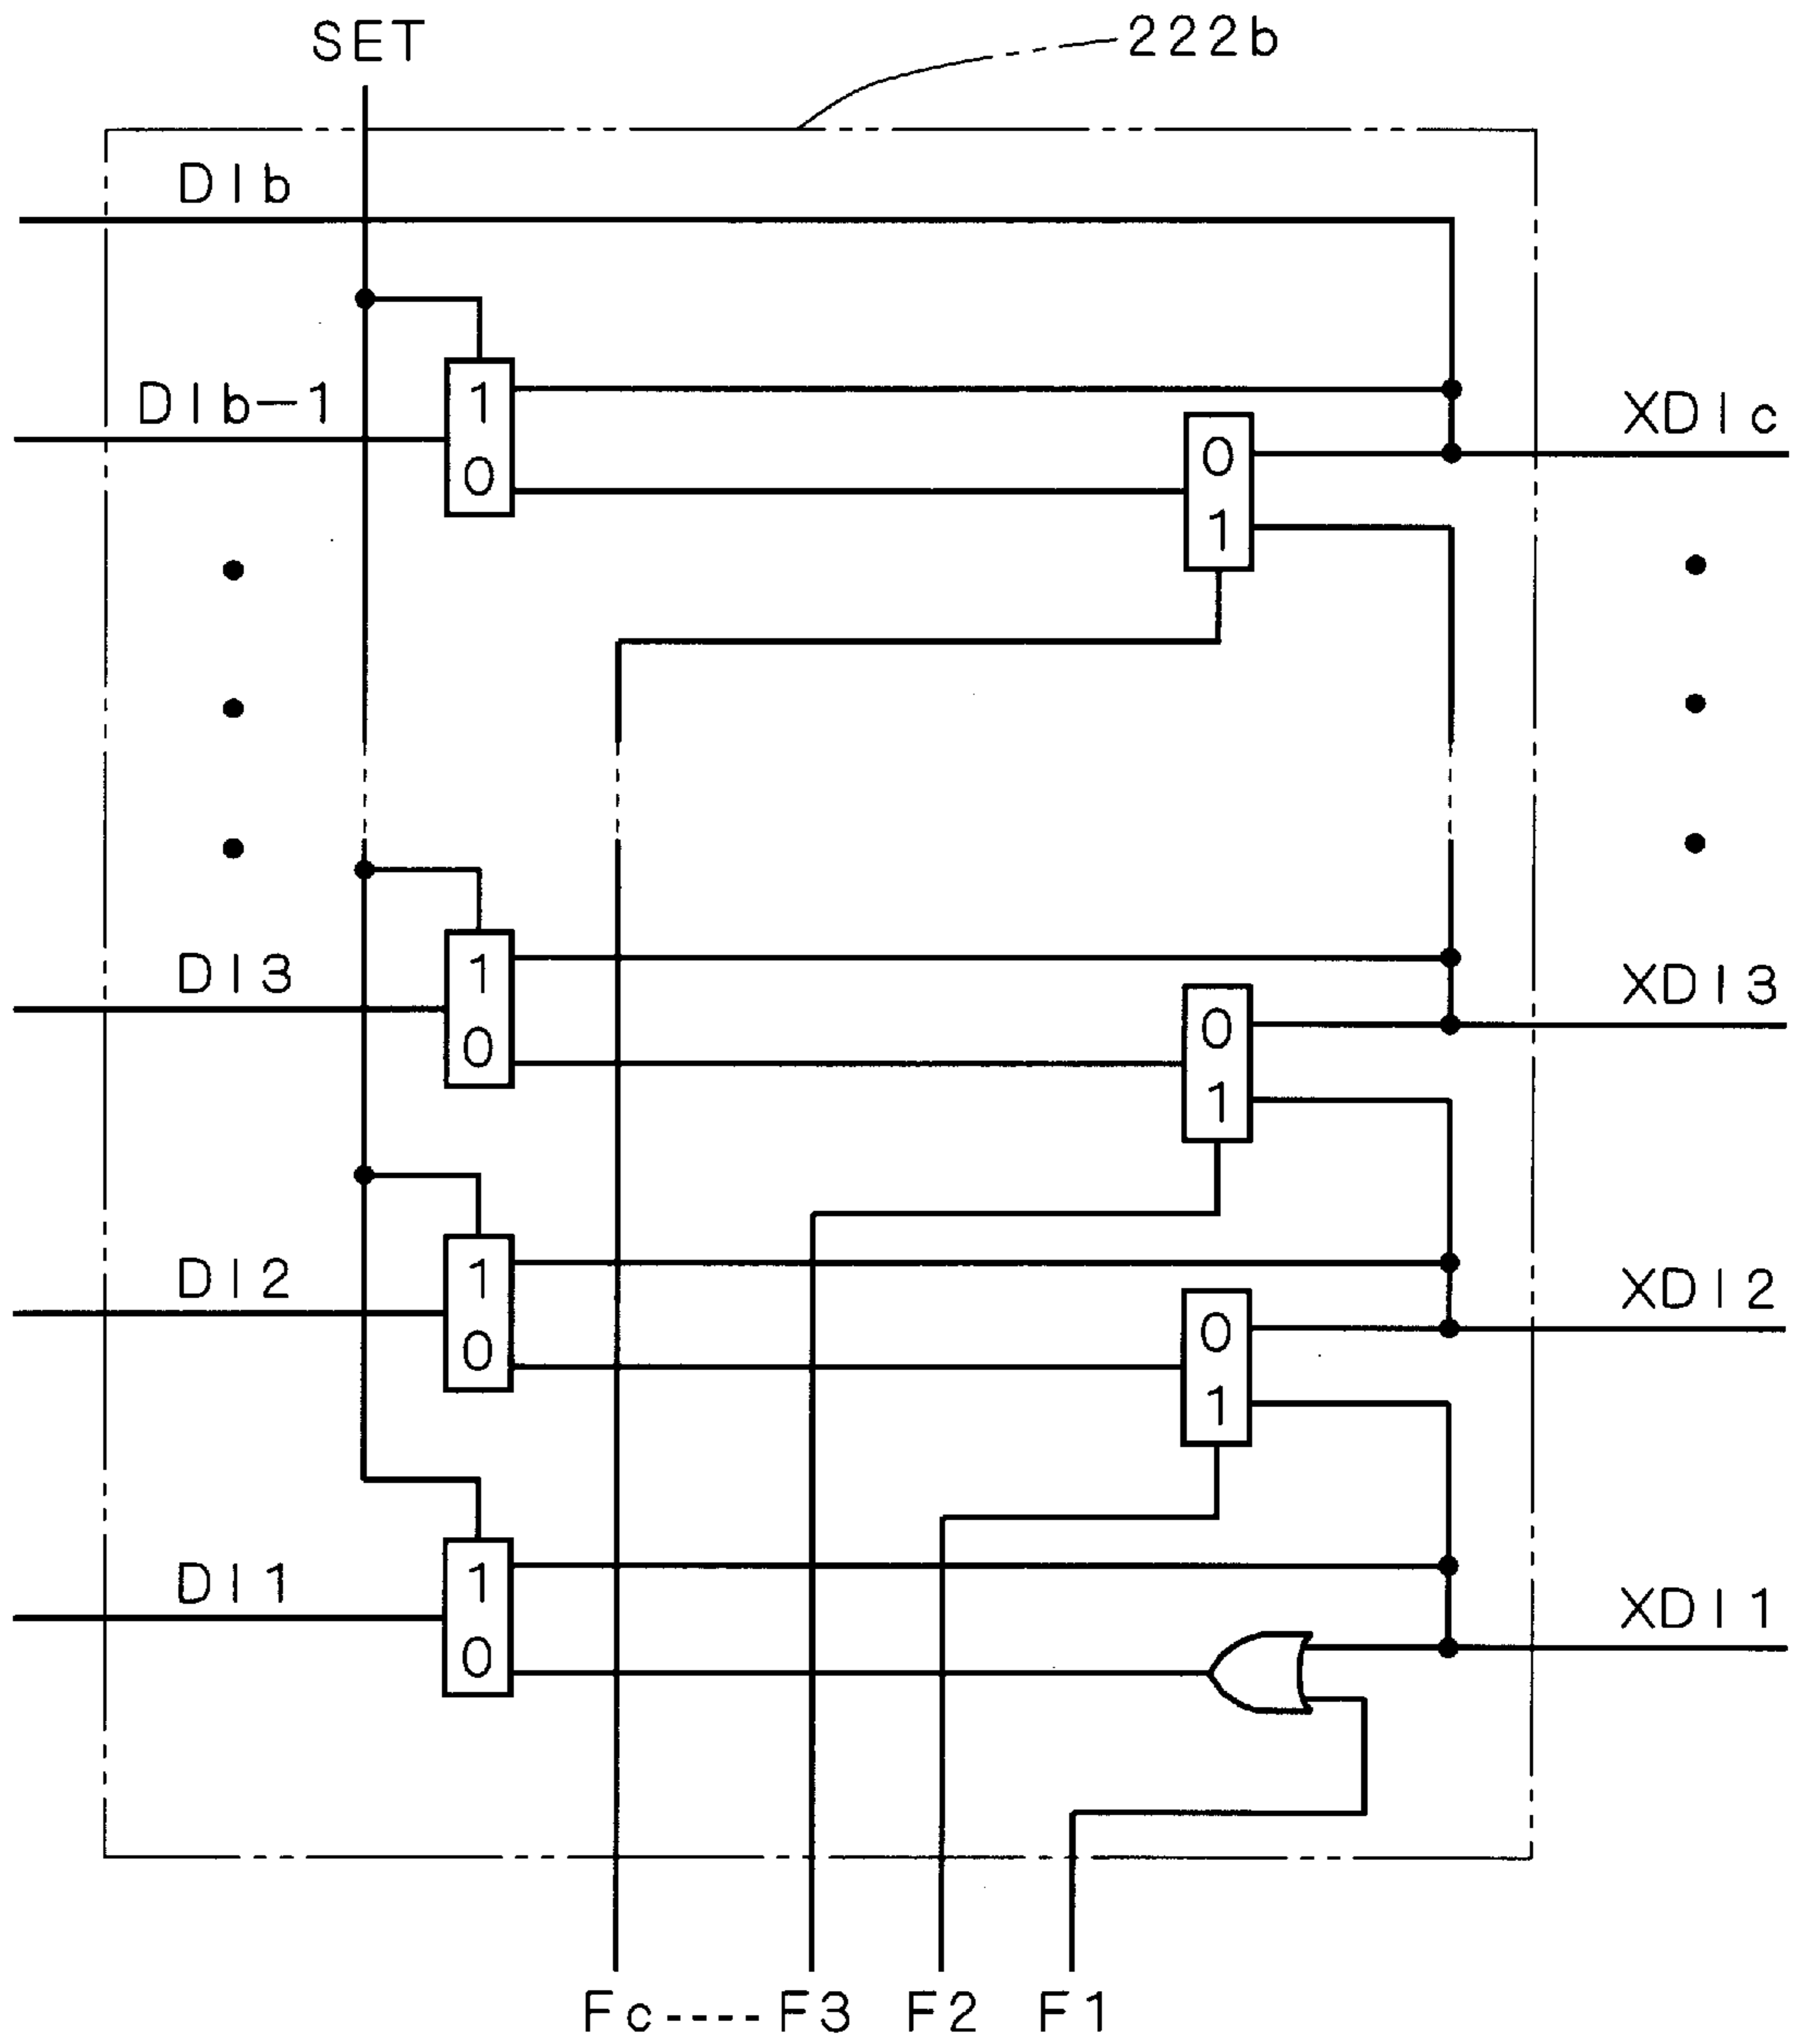 SET
222b
DIb
DIb-1
1
0
XDIc
0
1
DI3
1
0
XDI3
0
1
DI2
1
0
XDI2
0
1
DI1
1
0
XDI1
Fc----F3 F2 F1